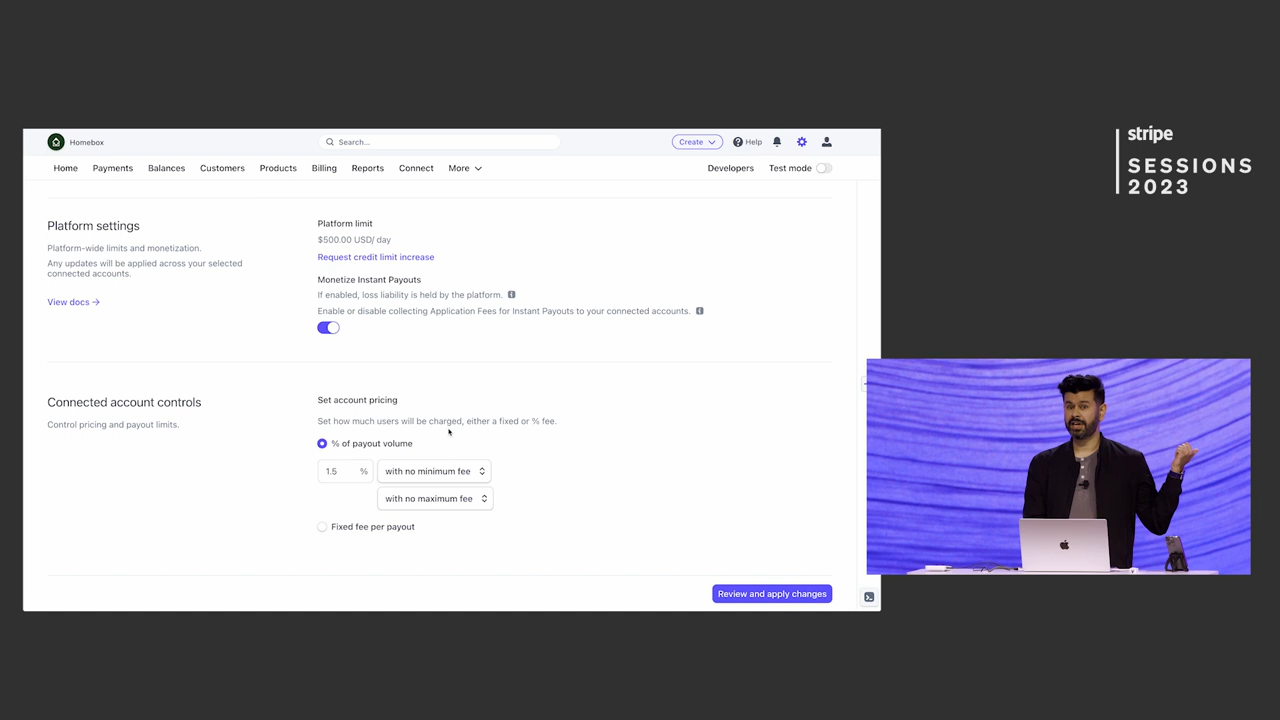 Homebox
Search...
Create
Help
Home
Payments
Balances
Customers
Products
Billing
Reports
Connect
More
Developers
Test mode
Platform settings
Platform-wide limits and monetization.
Any updates will be applied across your selected
connected accounts.
View docs →
Platform limit
$500.00 USD/ day
Request credit limit increase
Monetize Instant Payouts
If enabled, loss liability is held by the platform.
Enable or disable collecting Application Fees for Instant Payouts to your connected accounts.
Connected account controls
Control pricing and payout limits.
Set account pricing
Set how much users will be charged, either a fixed or % fee.
% of payout volume
1.5 %
with no minimum fee
with no maximum fee
Fixed fee per payout
Review and apply changes
stripe
SESSIONS
2023